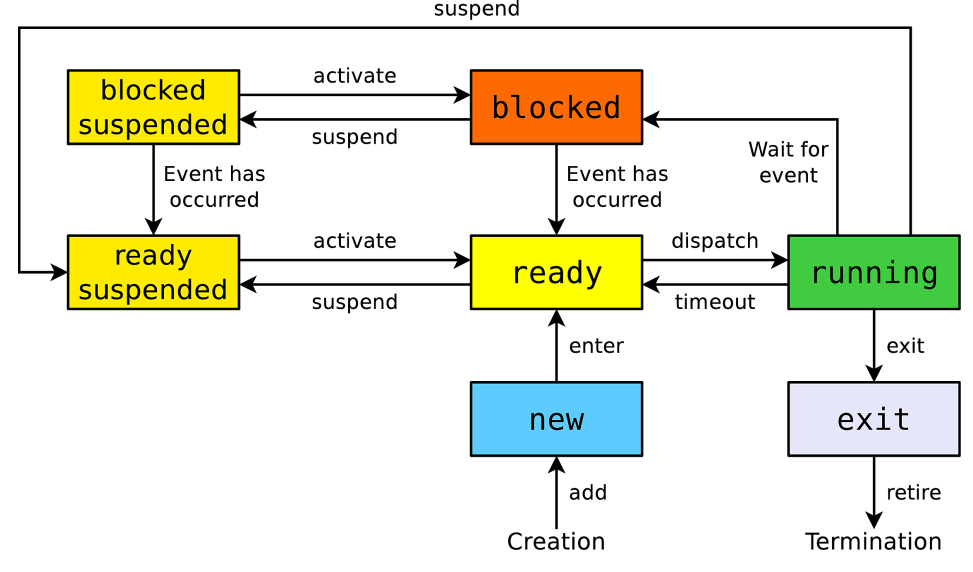 suspend
blocked
suspended
activate
suspend
blocked
Wait for
event
Event has
occurred
Event has
occurred
ready
suspended
activate
suspend
ready
dispatch
timeout
running
enter
exit
new
exit
add
retire
Creation
Termination